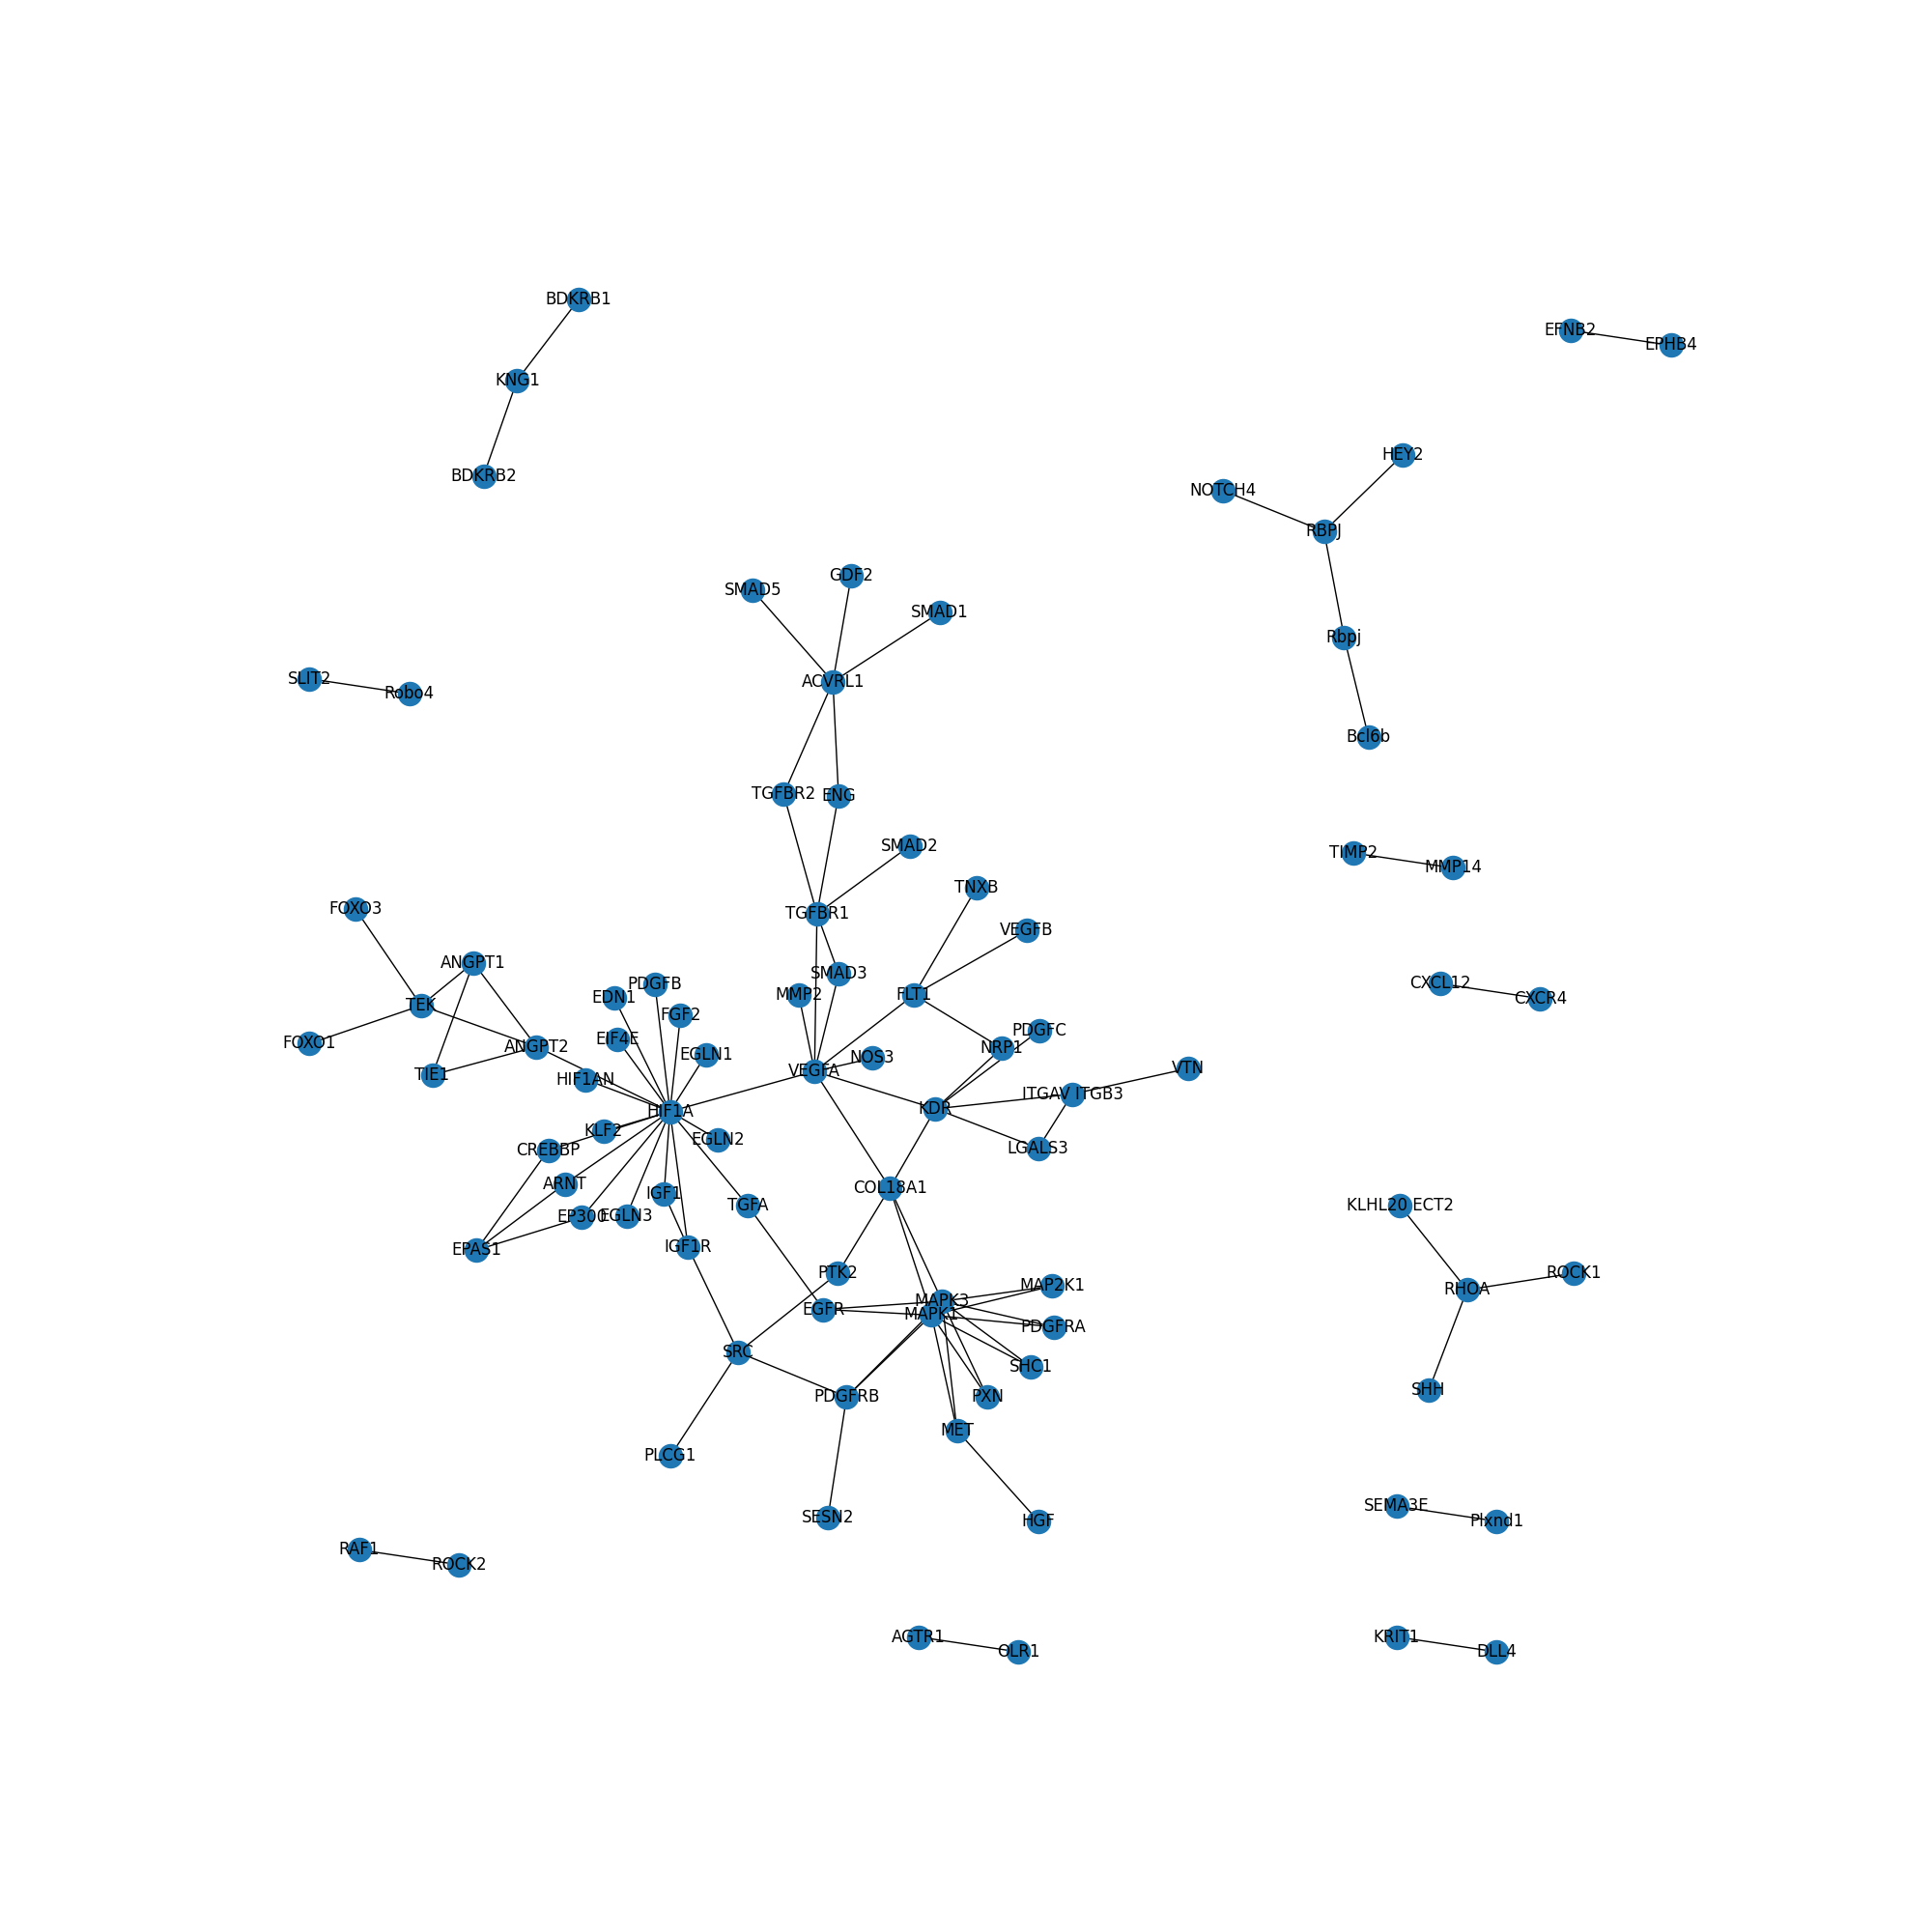 BDKRB1
EFNB2
EPHB4
KNG1
HEY2
BDKRB2
NOTCH4
RBPJ
GDF2
SMAD5
SMAD1
Rbpj
SLIT2
ACVRL1
Robo4
Bcl6b
TGFBR2
ENG
SMAD2
TIMP2
MMP14
TNXB
FOXO3
TGFBR1
VEGFB
ANGPT1
SMAD3
PDGFB
CXCL12
EDN1
MMP2
FLT1
CXCR4
TEK
FGF2
PDGFC
EIF4E
FOXO1
ANGPT2
NRP1
EGLN1
NOS3
VEGFA
VTN
TIE1
HIF1AN
ITGAV ITGB3
KDR
HIF1A
KLF2
EGLN2
CREBBP
LGALS3
ARNT
COL18A1
IGF1
TGFA
KLHL20 ECT2
EP300
EGLN3
IGF1R
EPAS1
PTK2
ROCK1
MAP2K1
RHOA
MAPK3
EGFR
MAPK1
PDGFRA
SRC
SHC1
SHH
PDGFRB
PXN
MET
PLCG1
SEMA3E
SESN2
HGF
Plxnd1
RAF1
ROCK2
AGTR1
KRIT1
OLR1
DLL4